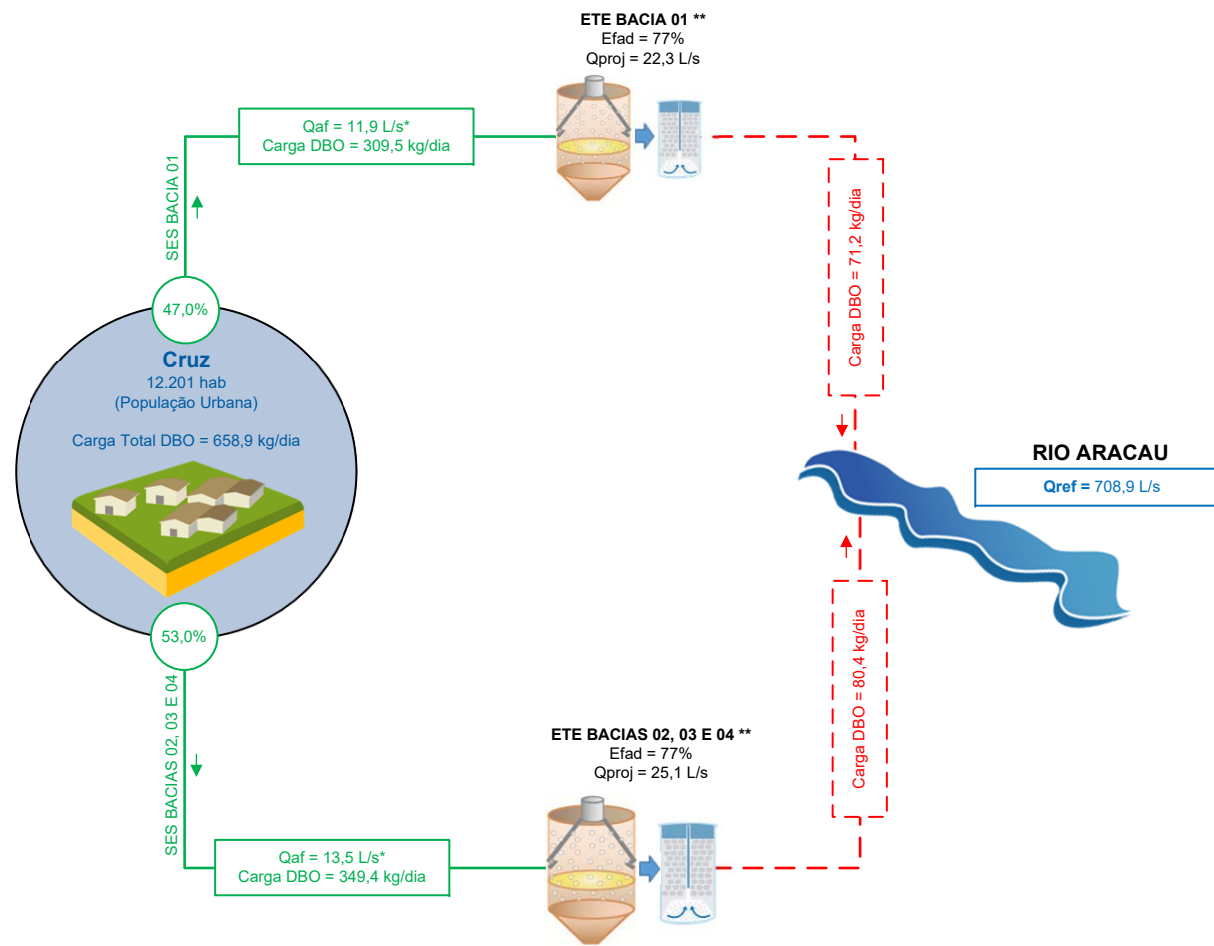 ETE BACIA 01 **
Efad = 77%
Qproj = 22,3 L/s
Qaf = 11,9 L/s*
Carga DBO = 309,5 kg/dia
SES BACIA 01
47,0%
Cruz
12.201 hab
(População Urbana)
Carga Total DBO = 658,9 kg/dia
53,0%
SES BACIAS 02, 03 E 04
Qaf = 13,5 L/s*
Carga DBO = 349,4 kg/dia
ETE BACIAS 02, 03 E 04 **
Efad = 77%
Qproj = 25,1 L/s
Carga DBO = 71,2 kg/dia
Carga DBO = 80,4 kg/dia
RIO ARACAU
Qref = 708,9 L/s